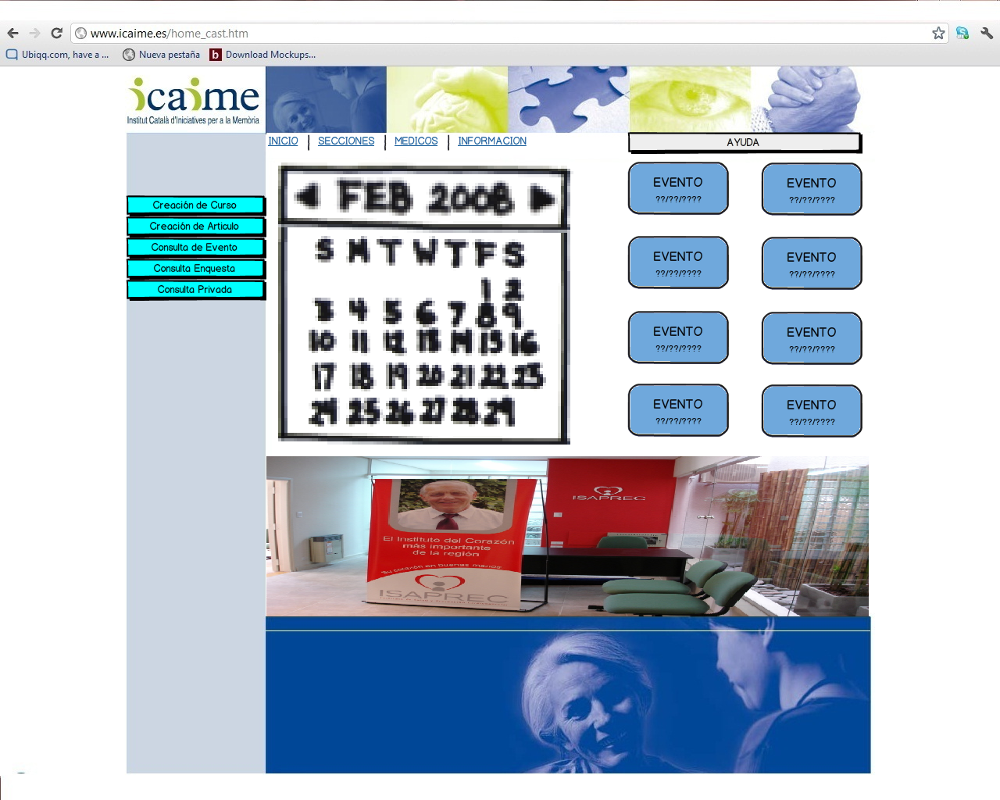 www.icaime.es/home_cast.htm
Ubiqq.com, have a ...
Nueva pestaña
b
Download Mockups...
icaime
Institut Català d'Iniciatives per a la Memòria
INICIO | SECCIONES | MEDICOS | INFORMACION
AYUDA
Creación de Curso
Creación de Articulo
Consulta de Evento
Consulta Enquesta
Consulta Privada
FEB 2008
S M T W T F S
1 2
3 4 5 6 7 8 9
10 11 12 13 14 15 16
17 18 19 20 21 22 23
24 25 26 27 28 29
EVENTO
??/??/????
EVENTO
??/??/????
EVENTO
??/??/????
EVENTO
??/??/????
EVENTO
??/??/????
EVENTO
??/??/????
EVENTO
??/??/????
EVENTO
??/??/????
ISAPREC
El Instituto del Corazón
más importante
de la región
"Su corazón en buenas manos"
ISAPREC